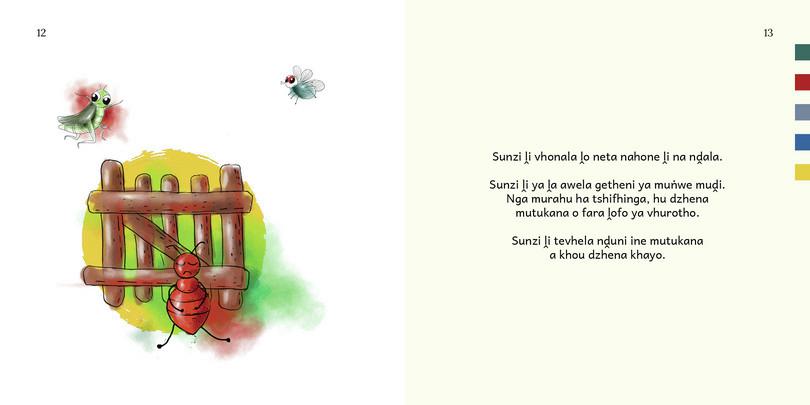 12
13
Sunzi ḽi vhonala ḽo neta nahone ḽi na nḓala.
Sunzi ḽi ya ḽa awela getheni ya muṅwe muḓi.
Nga murahu ha tshifhinga, hu dzhena
mutukana o fara ḽofo ya vhurotho.
Sunzi ḽi tevhela nḓuni ine mutukana
a khou dzhena khayo.